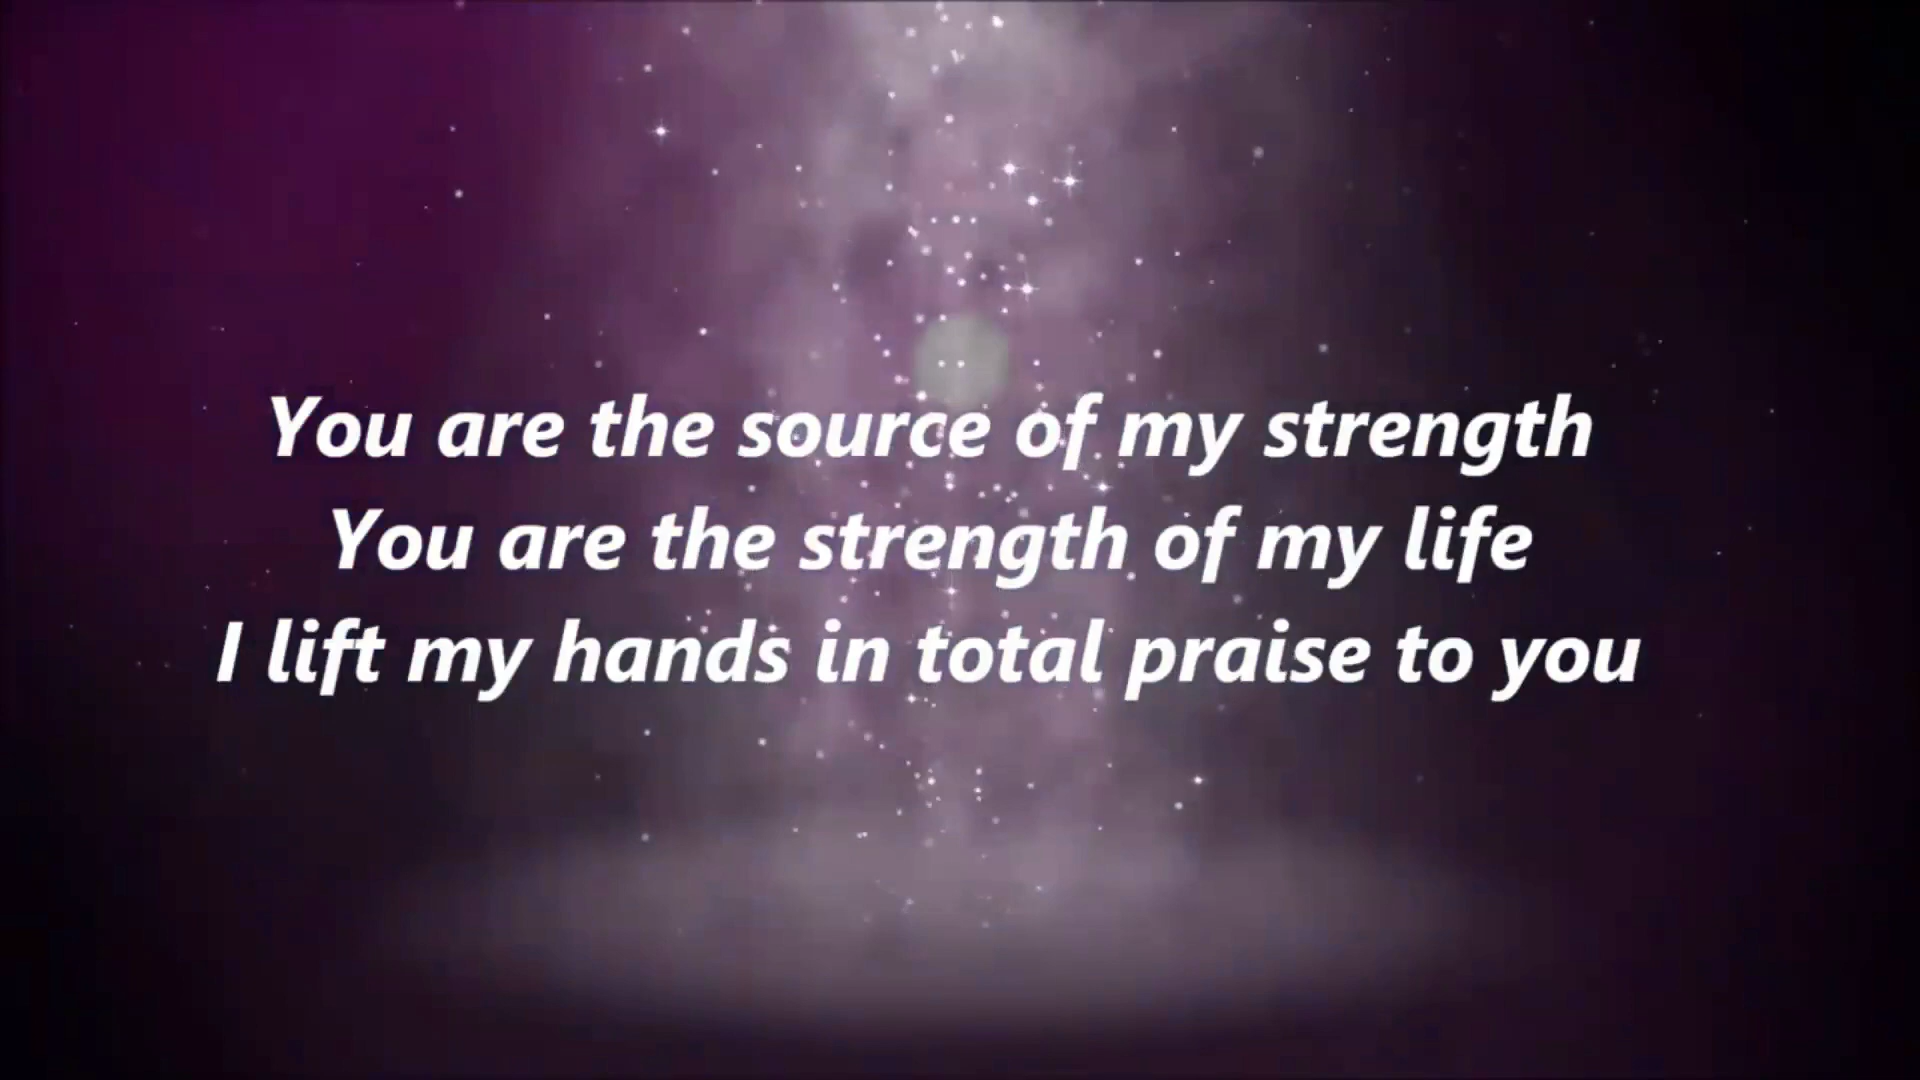 You are the source of my strength
You are the strength of my life
I lift my hands in total praise to you